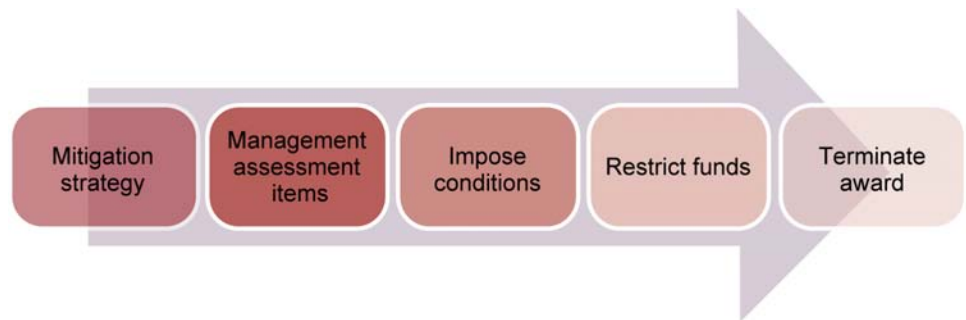 Mitigation
strategy
Management
assessment
items
Impose
conditions
Restrict funds
Terminate
award